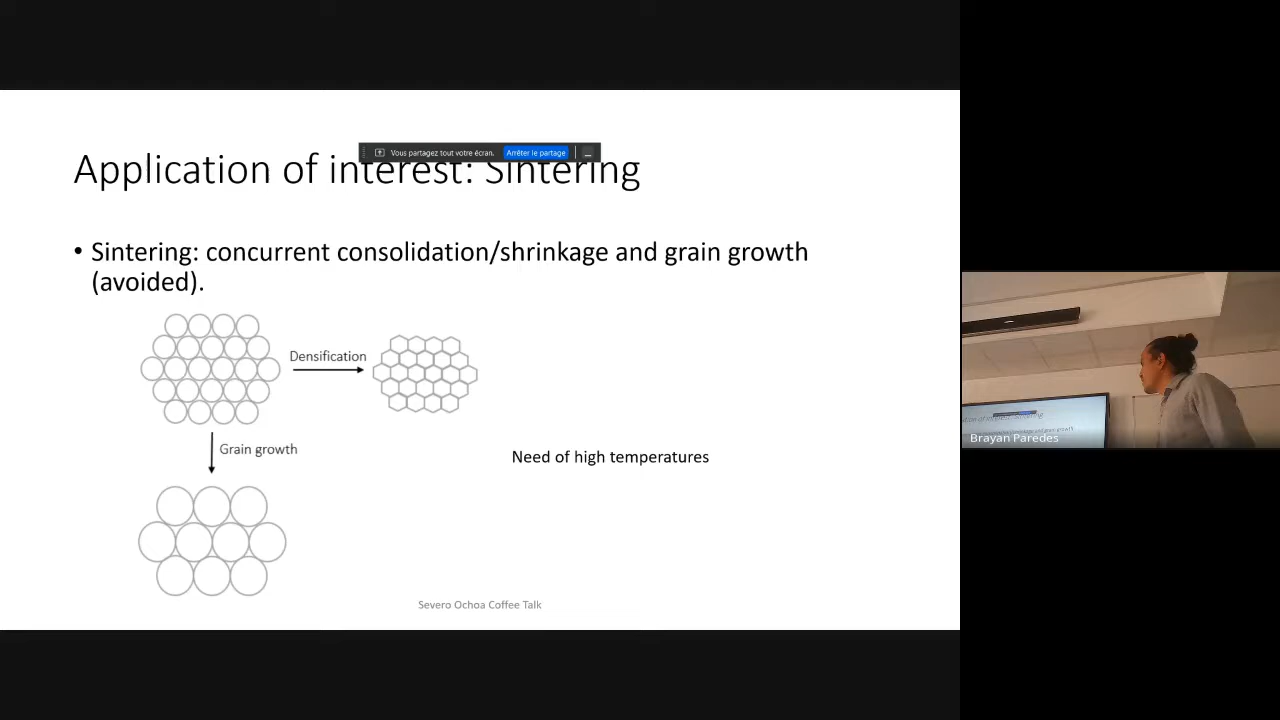 Vous partagez tout votre écran. Arrêter le partage
Application of interest: Sintering
• Sintering: concurrent consolidation/shrinkage and grain growth
(avoided).
Densification
Grain growth
Need of high temperatures
Severo Ochoa Coffee Talk
Brayan Paredes